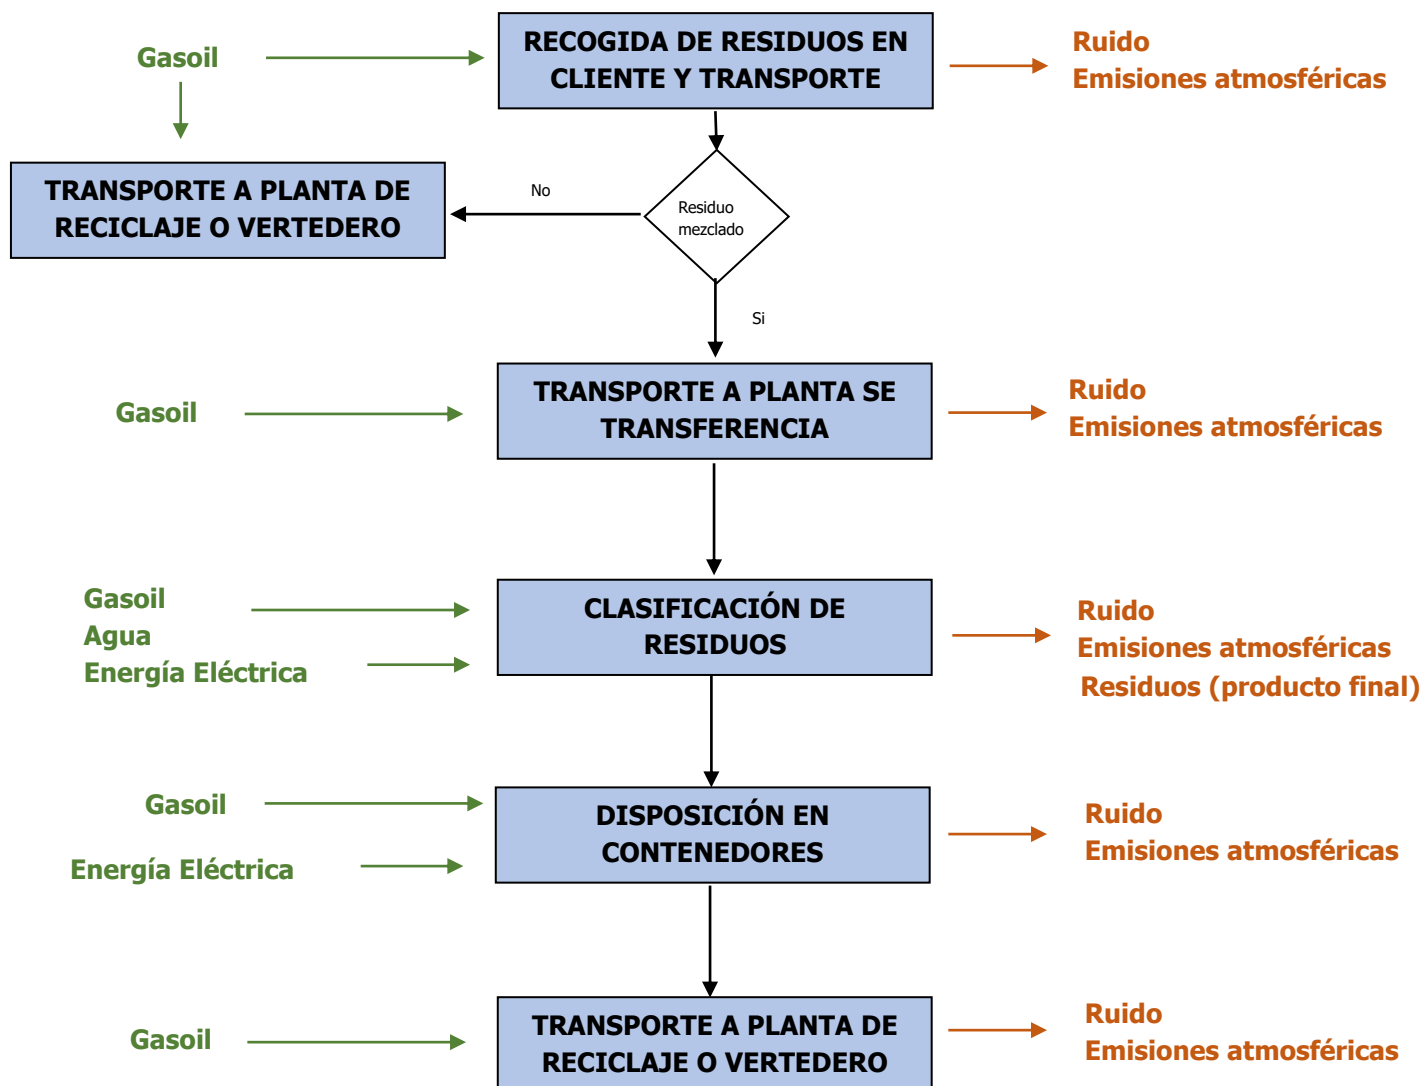 Gasoil
RECOGIDA DE RESIDUOS EN
CLIENTE Y TRANSPORTE
Ruido
Emisiones atmosféricas
TRANSPORTE A PLANTA DE
RECICLAJE O VERTEDERO
No
Residuo
mezclado
Si
Gasoil
TRANSPORTE A PLANTA SE
TRANSFERENCIA
Ruido
Emisiones atmosféricas
Gasoil
Agua
Energía Eléctrica
CLASIFICACIÓN DE
RESIDUOS
Ruido
Emisiones atmosféricas
Residuos (producto final)
Gasoil
Energía Eléctrica
DISPOSICIÓN EN
CONTENEDORES
Ruido
Emisiones atmosféricas
Gasoil
TRANSPORTE A PLANTA DE
RECICLAJE O VERTEDERO
Ruido
Emisiones atmosféricas